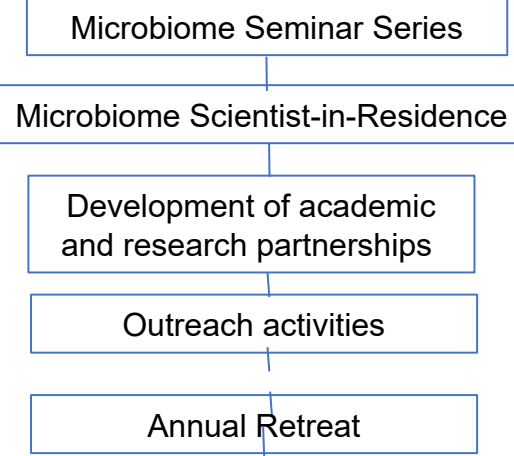 Microbiome Seminar Series
Microbiome Scientist-in-Residence
Development of academic
and research partnerships
Outreach activities
Annual Retreat